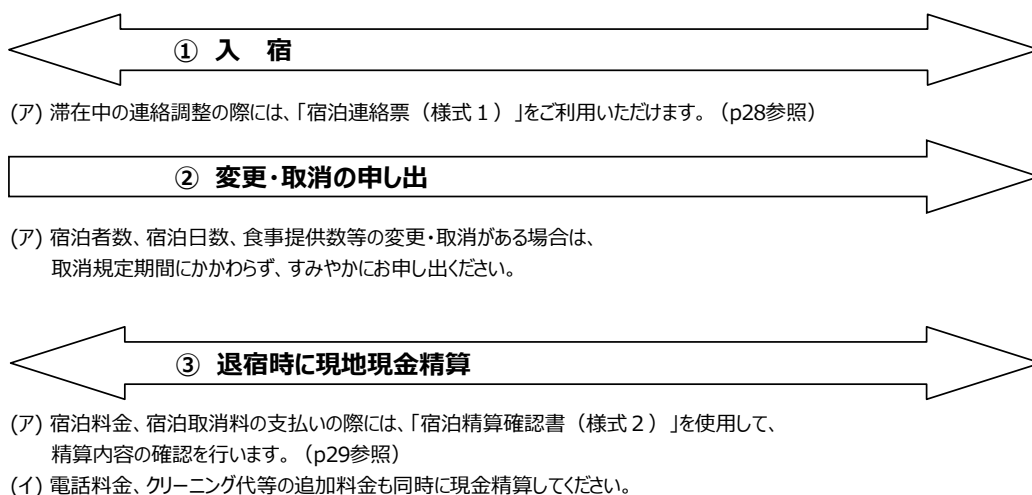 ① 入　宿
(ア) 滞在中の連絡調整の際には、「宿泊連絡票（様式１）」をご利用いただけます。（p28参照）
② 変更・取消の申し出
(ア) 宿泊者数、宿泊日数、食事提供数等の変更・取消がある場合は、
取消規定期間にかかわらず、すみやかにお申し出ください。
③ 退宿時に現地現金精算
(ア) 宿泊料金、宿泊取消料の支払いの際には、「宿泊精算確認書（様式２）」を使用して、
精算内容の確認を行います。（p29参照）
(イ) 電話料金、クリーニング代等の追加料金も同時に現金精算してください。